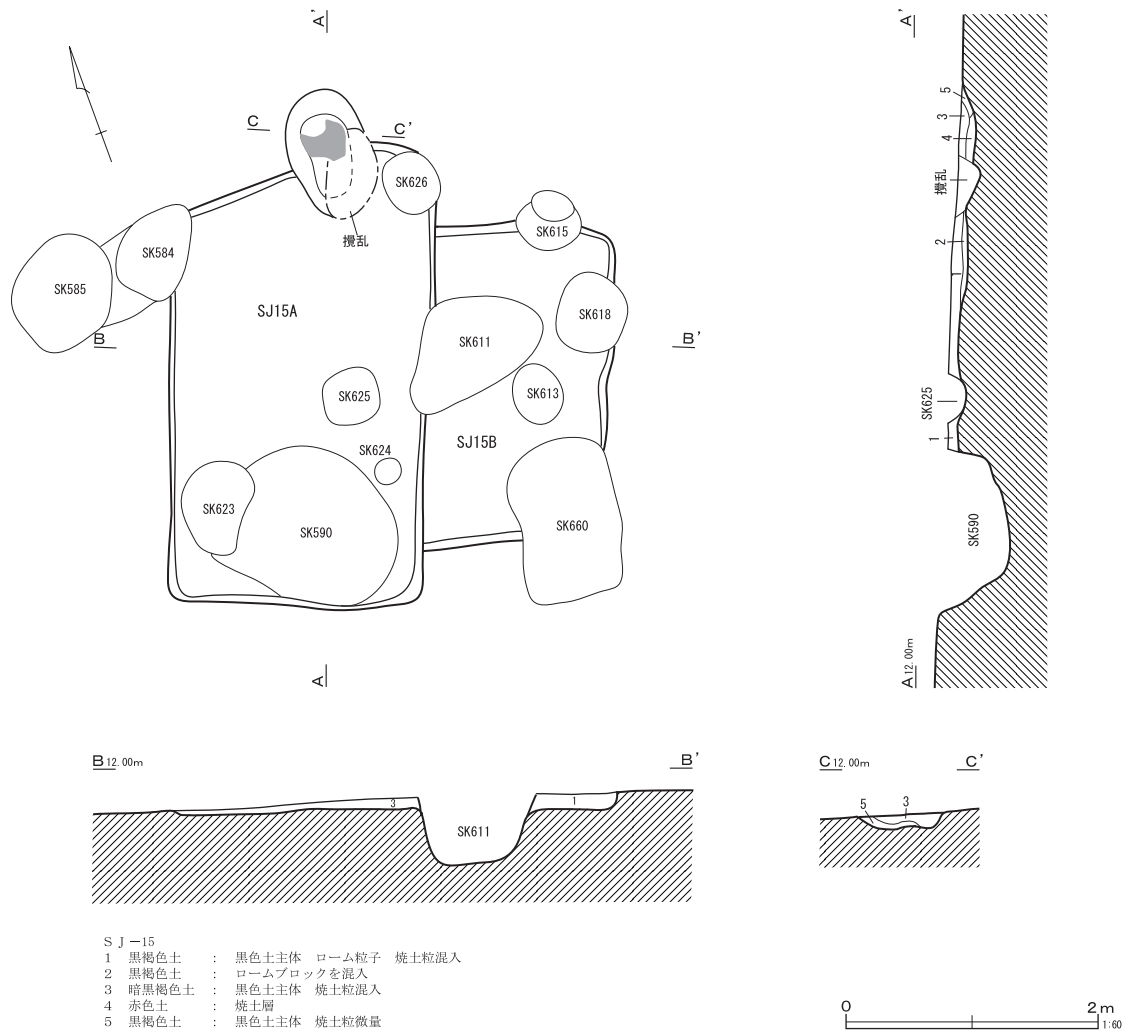 A'
A'
C
C'
SK626
攪乱
SK584
SK615
SK585
SJ15A
SK618
B
SK611
B'
SK625
SK613
SJ15B
SK624
SK623
SK590
SK660
A
5
3
4
攪乱
2
SK625
1
SK590
A12.00m
B12.00m
B'
3
1
SK611
C12.00m
C'
5
3
SJ－15
1 黒褐色土 : 黒色土主体 ローム粒子 焼土粒混入
2 黒褐色土 : ロームブロックを混入
3 暗黒褐色土 : 黒色土主体 焼土粒混入
4 赤色土 : 焼土層
5 黒褐色土 : 黒色土主体 焼土粒微量
0 2m
1:60